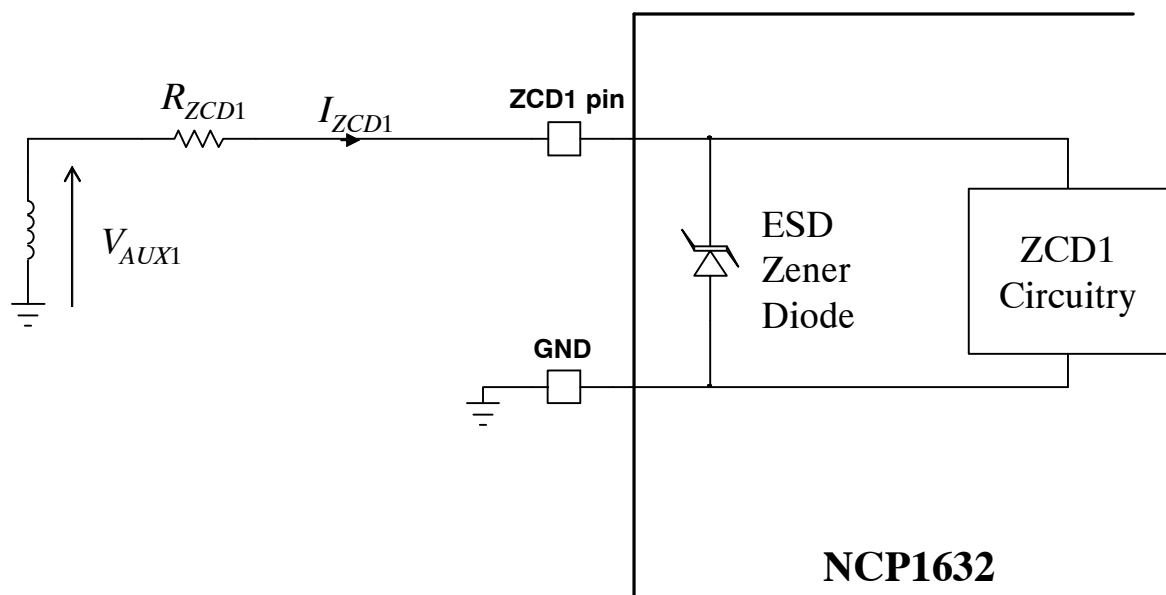 R_ZCD1
I_ZCD1
ZCD1 pin
V_AUX1
ESD
Zener
Diode
ZCD1
Circuitry
GND
NCP1632